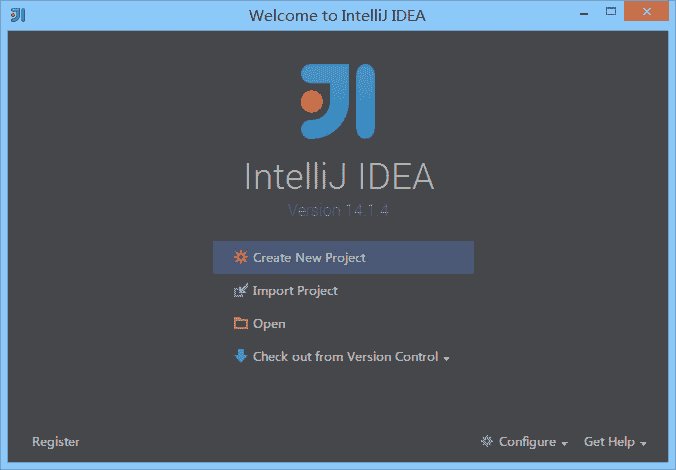 Welcome to IntelliJ IDEA
IntelliJ IDEA
Version 14.1.4
Create New Project
Import Project
Open
Check out from Version Control
Register
Configure
Get Help